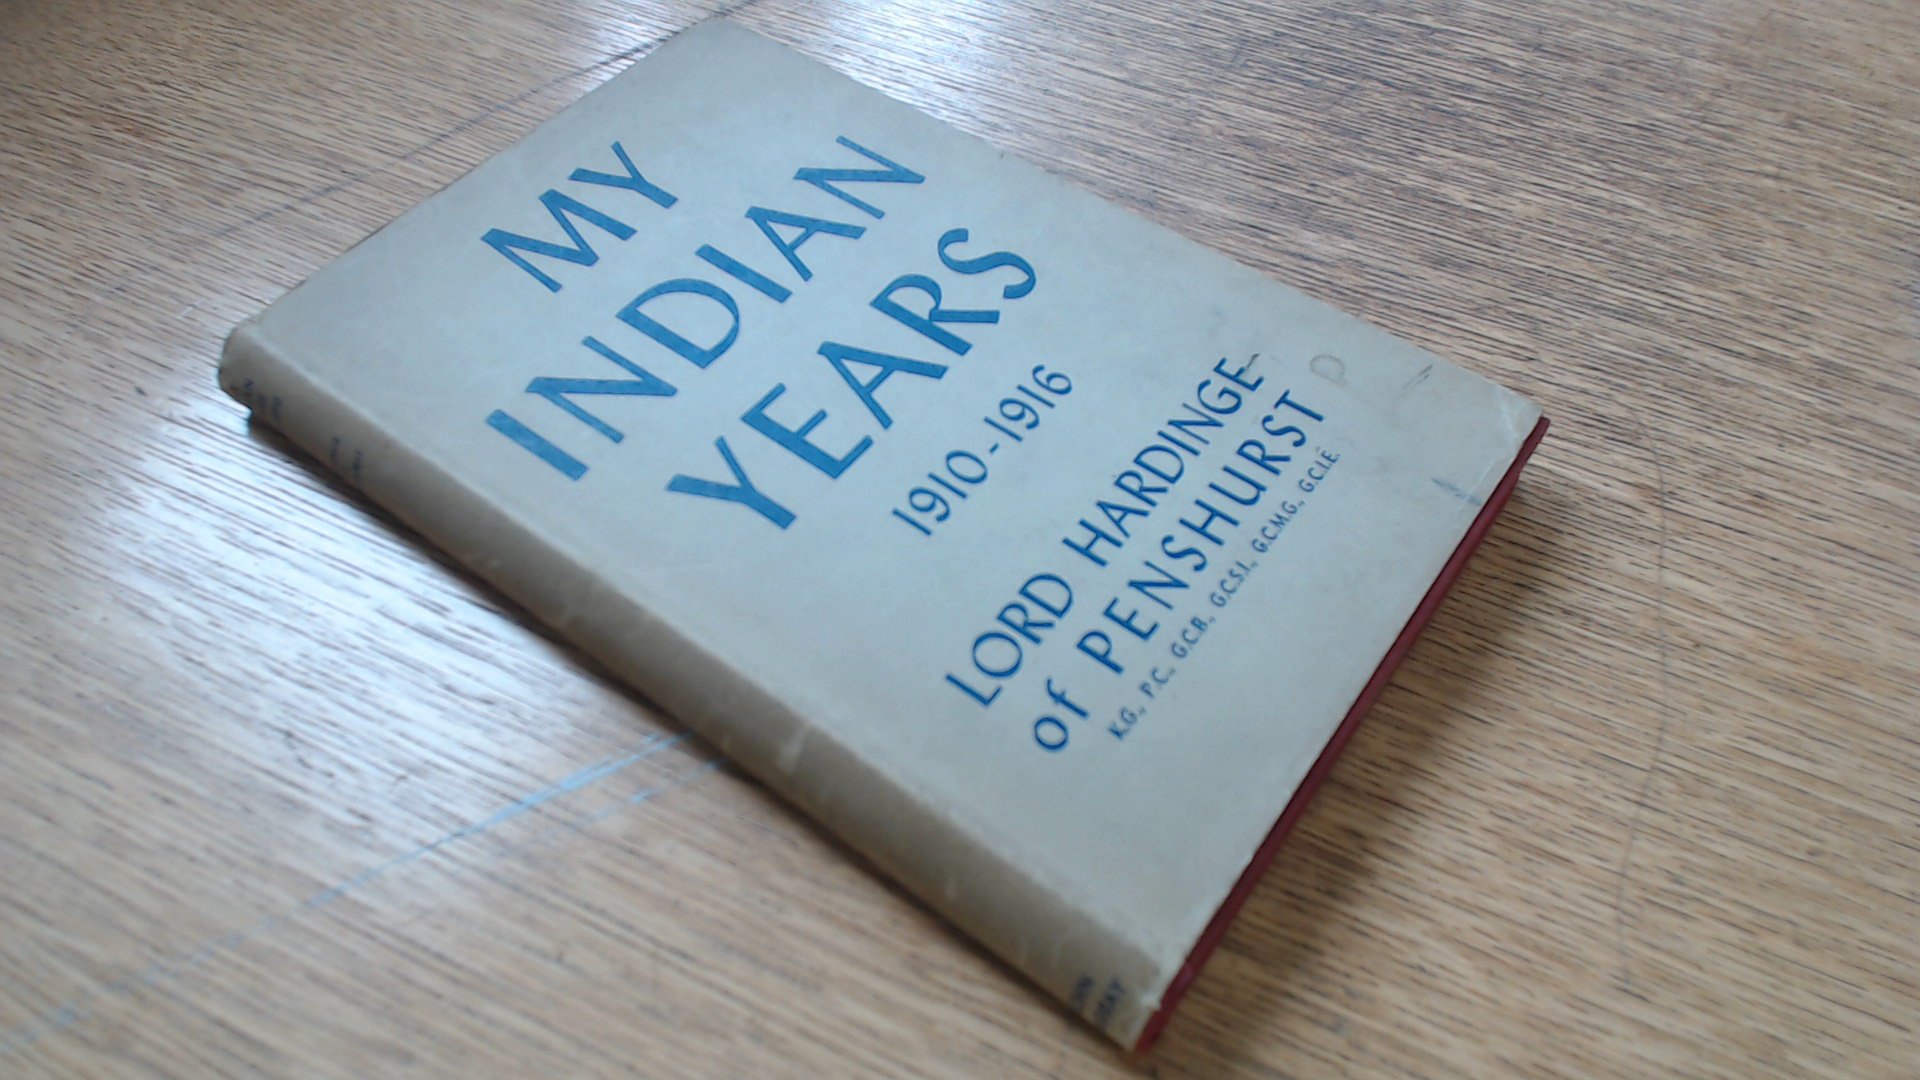 MY
INDIAN
YEARS
1910-1916
LORD HARDINGE
of PENSHURST
K.G., P.C., G.C.B., G.C.S.I., G.C.M.G., G.C.I.E.